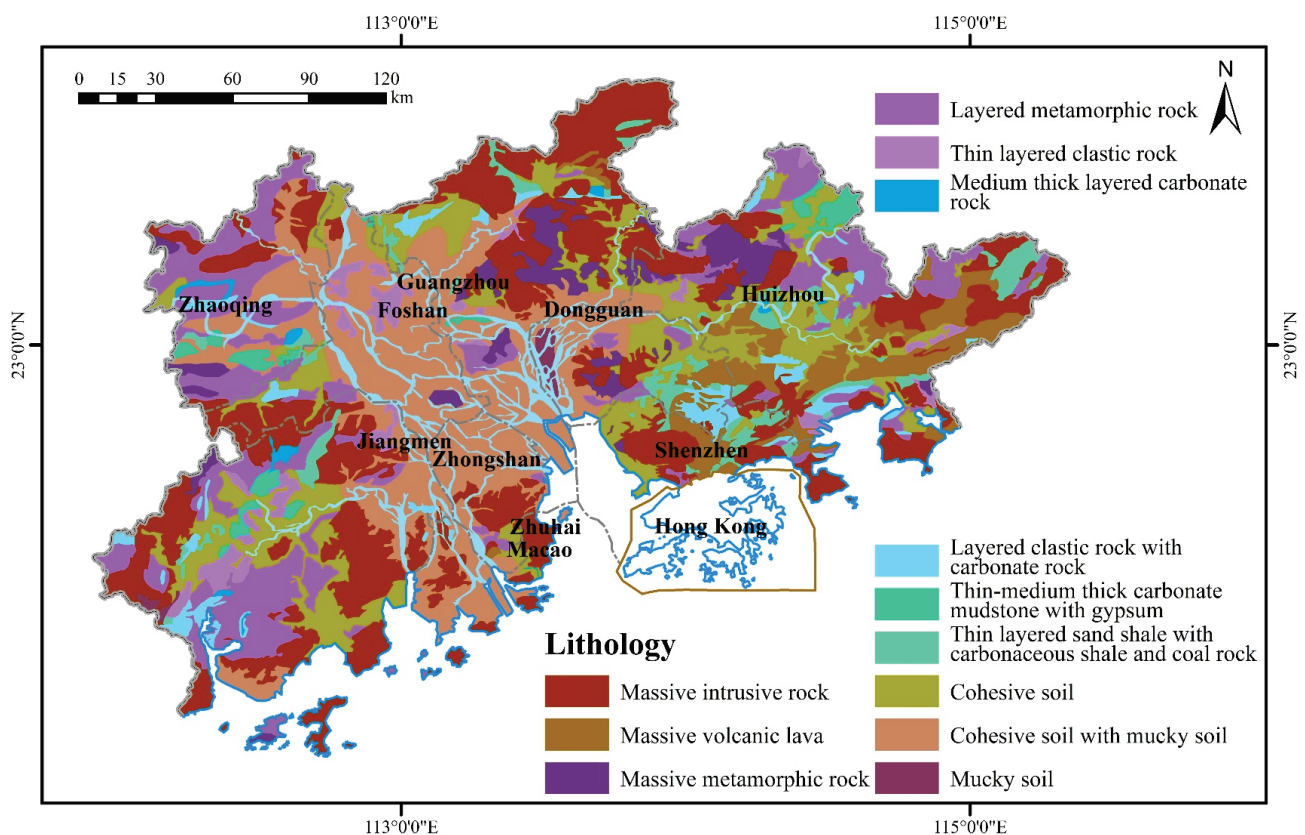 113°0'0"E
115°0'0"E
0 15 30 60 90 120
km
N
Layered metamorphic rock
Thin layered clastic rock
Medium thick layered carbonate
rock
23°0'0"N
23°0'0"N
Guangzhou
Zhaoqing
Foshan
Dongguan
Huizhou
Jiangmen
Zhongshan
Shenzhen
Zhuhai
Macao
Hong Kong
Lithology
Massive intrusive rock
Massive volcanic lava
Massive metamorphic rock
Layered clastic rock with
carbonate rock
Thin-medium thick carbonate
mudstone with gypsum
Thin layered sand shale with
carbonaceous shale and coal rock
Cohesive soil
Cohesive soil with mucky soil
Mucky soil
113°0'0"E
115°0'0"E